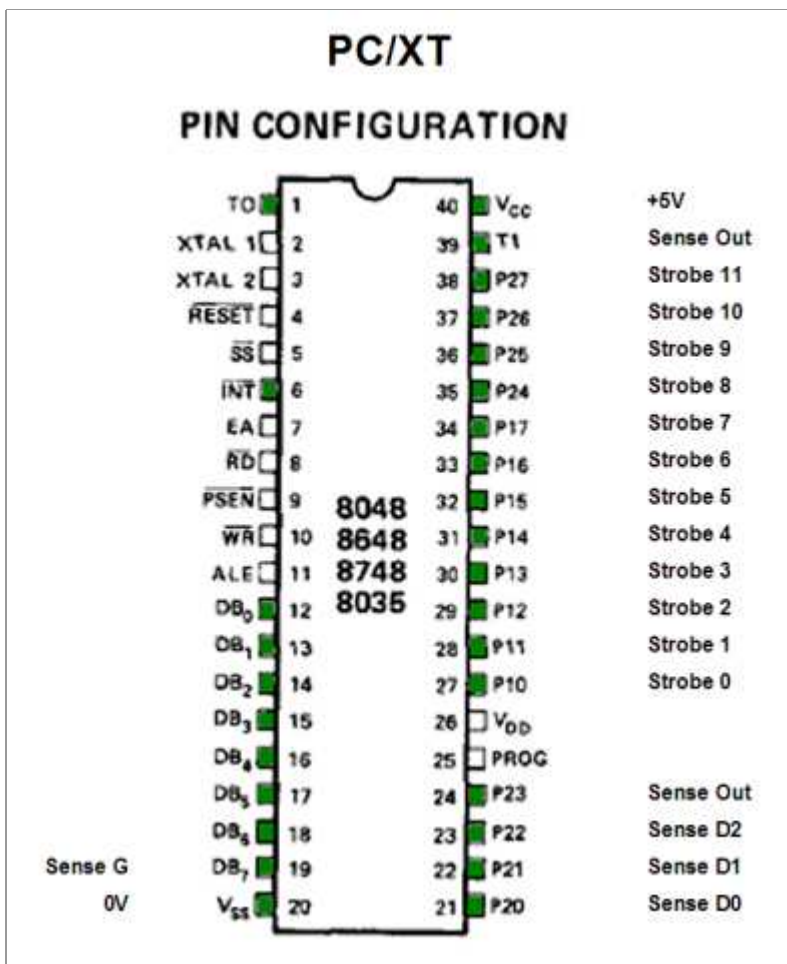 PC/XT
PIN CONFIGURATION
TO 1 40 VCC +5V
XTAL 1 2 39 T1 Sense Out
XTAL 2 3 38 P27 Strobe 11
RESET 4 37 P26 Strobe 10
SS 5 36 P25 Strobe 9
INT 6 35 P24 Strobe 8
EA 7 34 P17 Strobe 7
RD 8 33 P16 Strobe 6
PSEN 9 8048 32 P15 Strobe 5
WR 10 8648 31 P14 Strobe 4
ALE 11 8748 30 P13 Strobe 3
DB0 12 8035 29 P12 Strobe 2
DB1 13 28 P11 Strobe 1
DB2 14 27 P10 Strobe 0
DB3 15 26 VDD
DB4 16 25 PROG
DB5 17 24 P23 Sense Out
DB6 18 23 P22 Sense D2
Sense G DB7 19 22 P21 Sense D1
0V VSS 20 21 P20 Sense D0